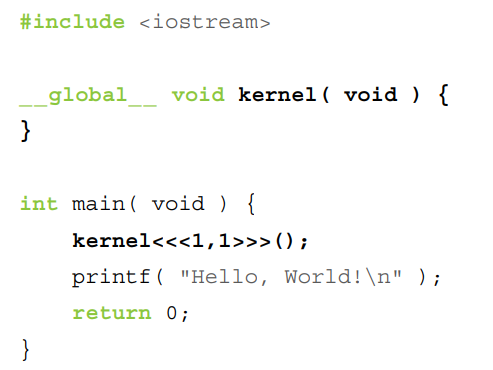 #include <iostream>
__global__ void kernel( void ) {
}
int main( void ) {
kernel<<<1,1>>>();
printf( "Hello, World!\n" );
return 0;
}